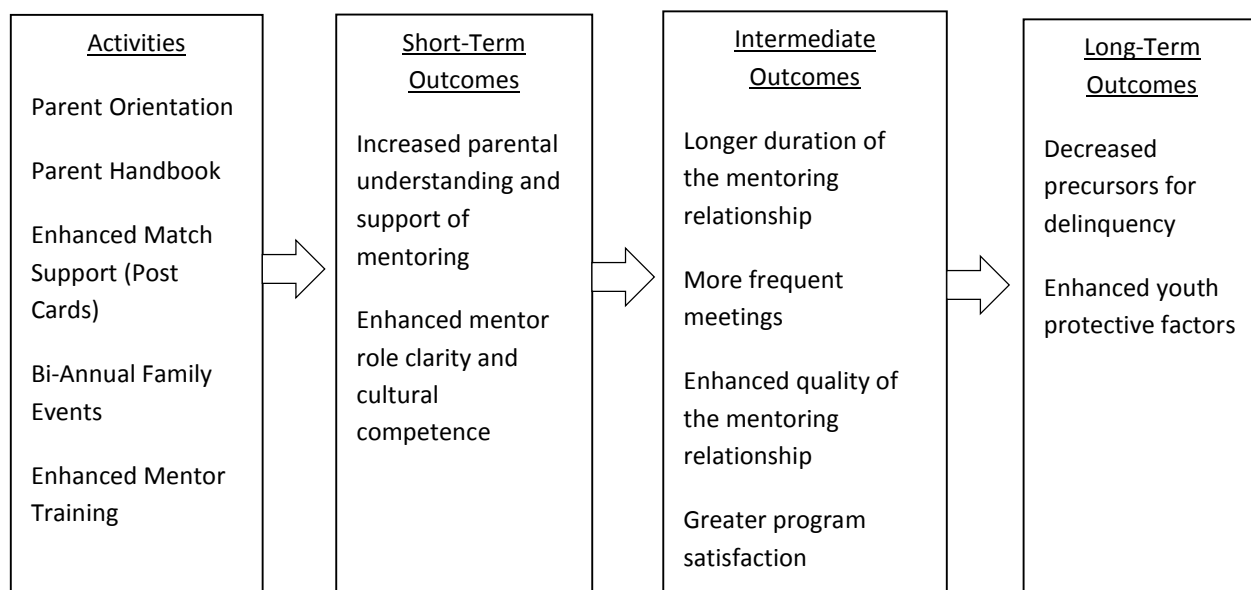 Activities
Parent Orientation
Parent Handbook
Enhanced Match
Support (Post
Cards)
Bi-Annual Family
Events
Enhanced Mentor
Training
Short-Term
Outcomes
Increased parental
understanding and
support of
mentoring
Enhanced mentor
role clarity and
cultural
competence
Intermediate
Outcomes
Longer duration of
the mentoring
relationship
More frequent
meetings
Enhanced quality of
the mentoring
relationship
Greater program
satisfaction
Long-Term
Outcomes
Decreased
precursors for
delinquency
Enhanced youth
protective factors